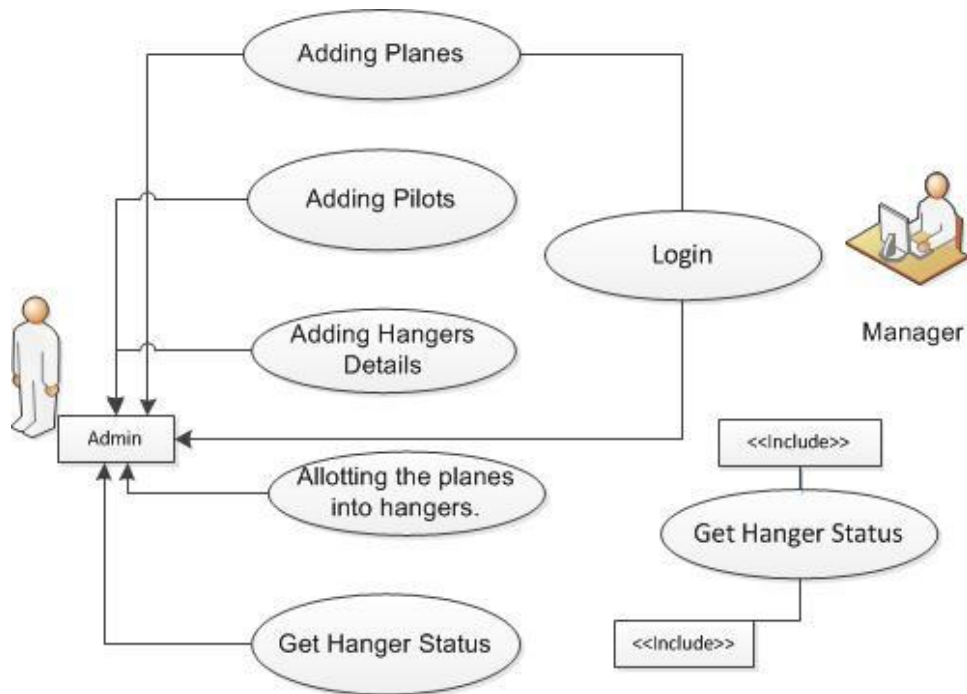 Adding Planes
Adding Pilots
Login
Manager
Adding Hangers
Details
Admin
<<Include>>
Allotting the planes
into hangers.
Get Hanger Status
Get Hanger Status
<<Include>>